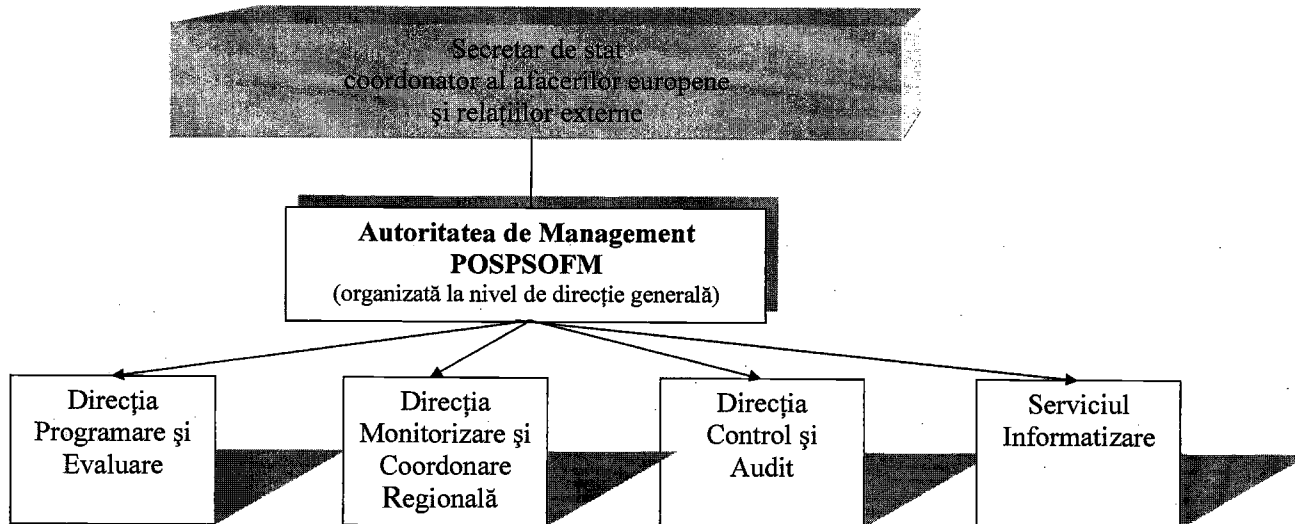 Secretar de stat
coordonator al afacerilor europene
şi relaţiilor externe
Autoritatea de Management
POSPSOFM
(organizată la nivel de direcţie generală)
Direcţia
Programare şi
Evaluare
Direcţia
Monitorizare şi
Coordonare
Regională
Direcţia
Control şi
Audit
Serviciul
Informatizare